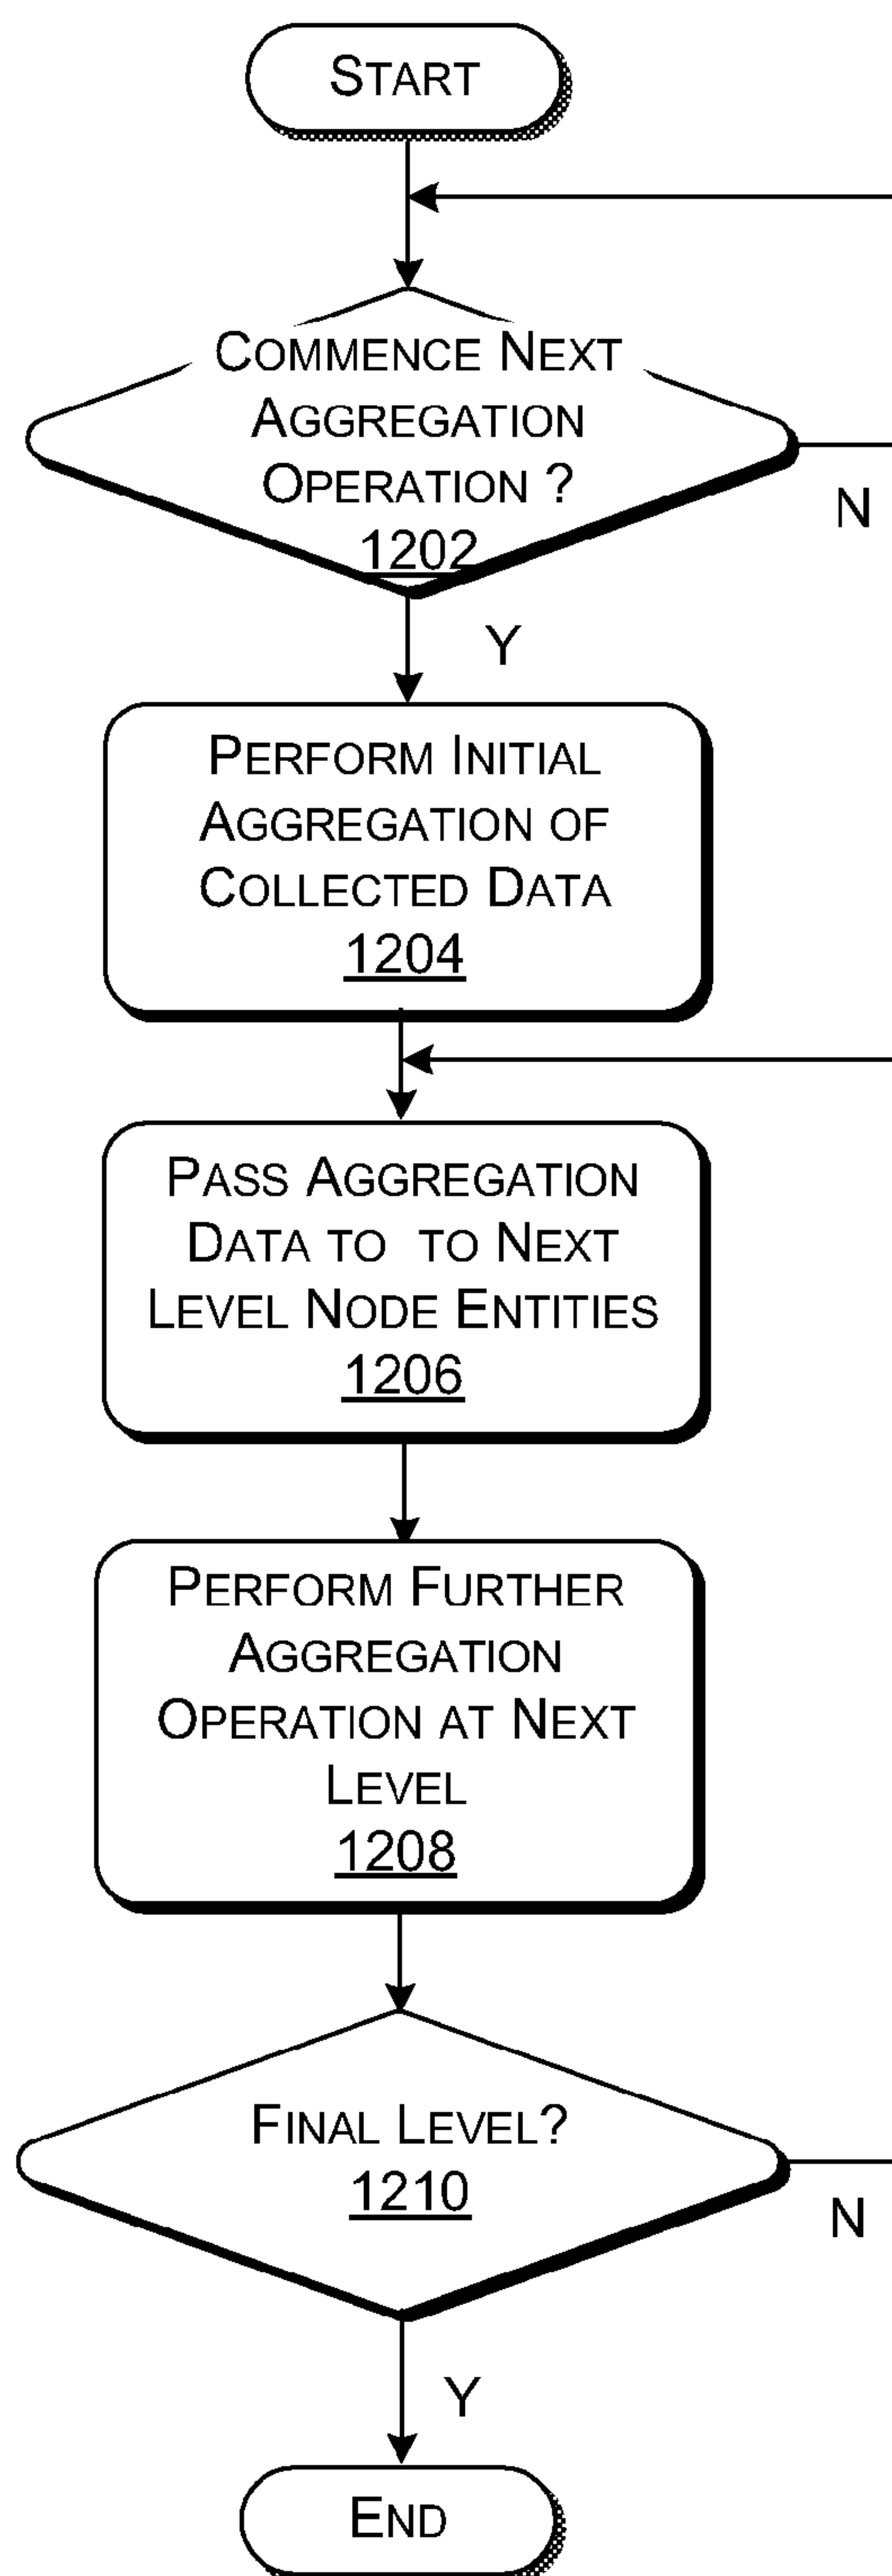 START
COMMENCE NEXT
AGGREGATION
OPERATION ?
1202
N
Y
PERFORM INITIAL
AGGREGATION OF
COLLECTED DATA
1204
PASS AGGREGATION
DATA TO  TO NEXT
LEVEL NODE ENTITIES
1206
PERFORM FURTHER
AGGREGATION
OPERATION AT NEXT
LEVEL
1208
FINAL LEVEL?
1210
N
Y
END